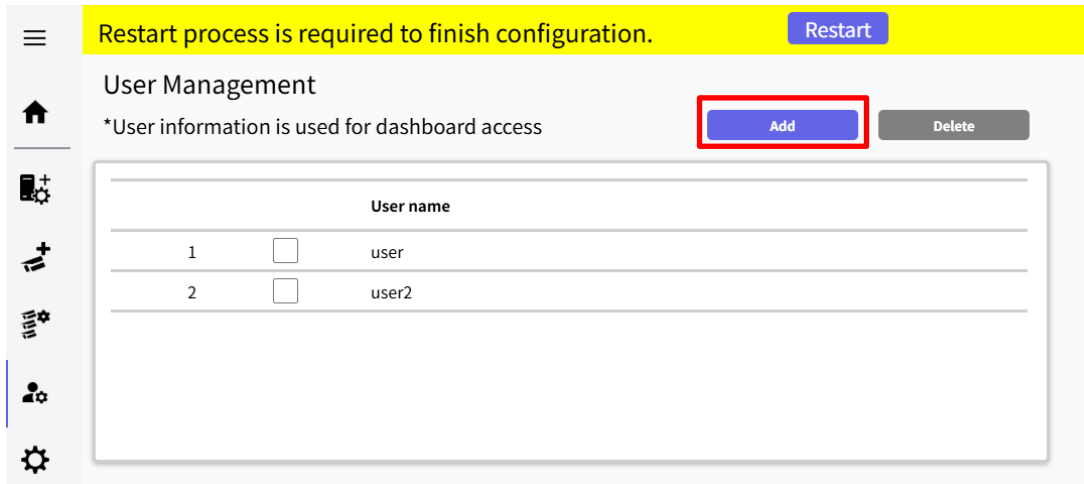 Restart process is required to finish configuration. Restart
User Management
*User information is used for dashboard access Add Delete
User name
1 user
2 user2